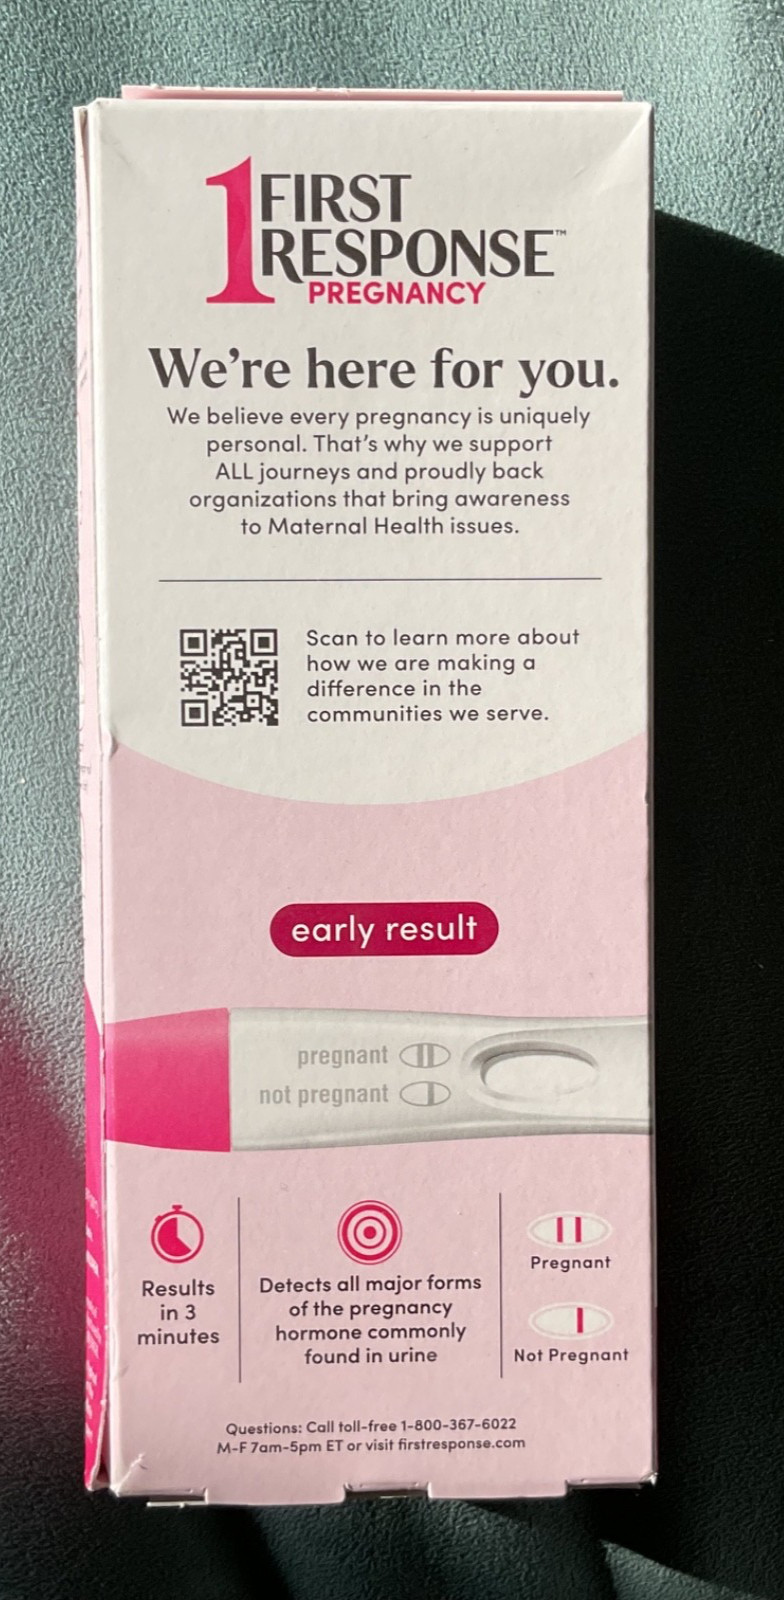 1 FIRST
RESPONSE™
PREGNANCY
We're here for you.
We believe every pregnancy is uniquely
personal. That's why we support
ALL journeys and proudly back
organizations that bring awareness
to Maternal Health issues.
Scan to learn more about
how we are making a
difference in the
communities we serve.
early result
pregnant
not pregnant
Results
in 3
minutes
Detects all major forms
of the pregnancy
hormone commonly
found in urine
Pregnant
Not Pregnant
Questions: Call toll-free 1-800-367-6022
M-F 7am-5pm ET or visit firstresponse.com